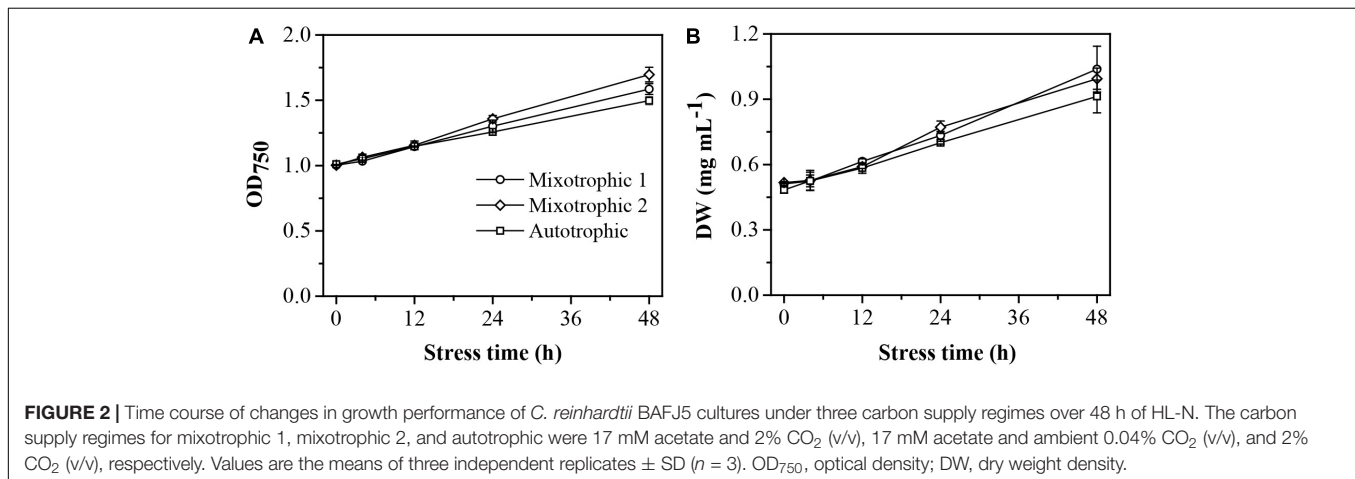 A
2.0
1.5
1.0
0.5
0.0
OD750
Mixotrophic 1
Mixotrophic 2
Autotrophic
0 12 24 36 48
Stress time (h)
B
1.2
0.9
0.6
0.3
0.0
DW (mg mL-1)
0 12 24 36 48
Stress time (h)
FIGURE 2 | Time course of changes in growth performance of C. reinhardtii BAFJ5 cultures under three carbon supply regimes over 48 h of HL-N. The carbon
supply regimes for mixotrophic 1, mixotrophic 2, and autotrophic were 17 mM acetate and 2% CO2 (v/v), 17 mM acetate and ambient 0.04% CO2 (v/v), and 2%
CO2 (v/v), respectively. Values are the means of three independent replicates ± SD (n = 3). OD750, optical density; DW, dry weight density.